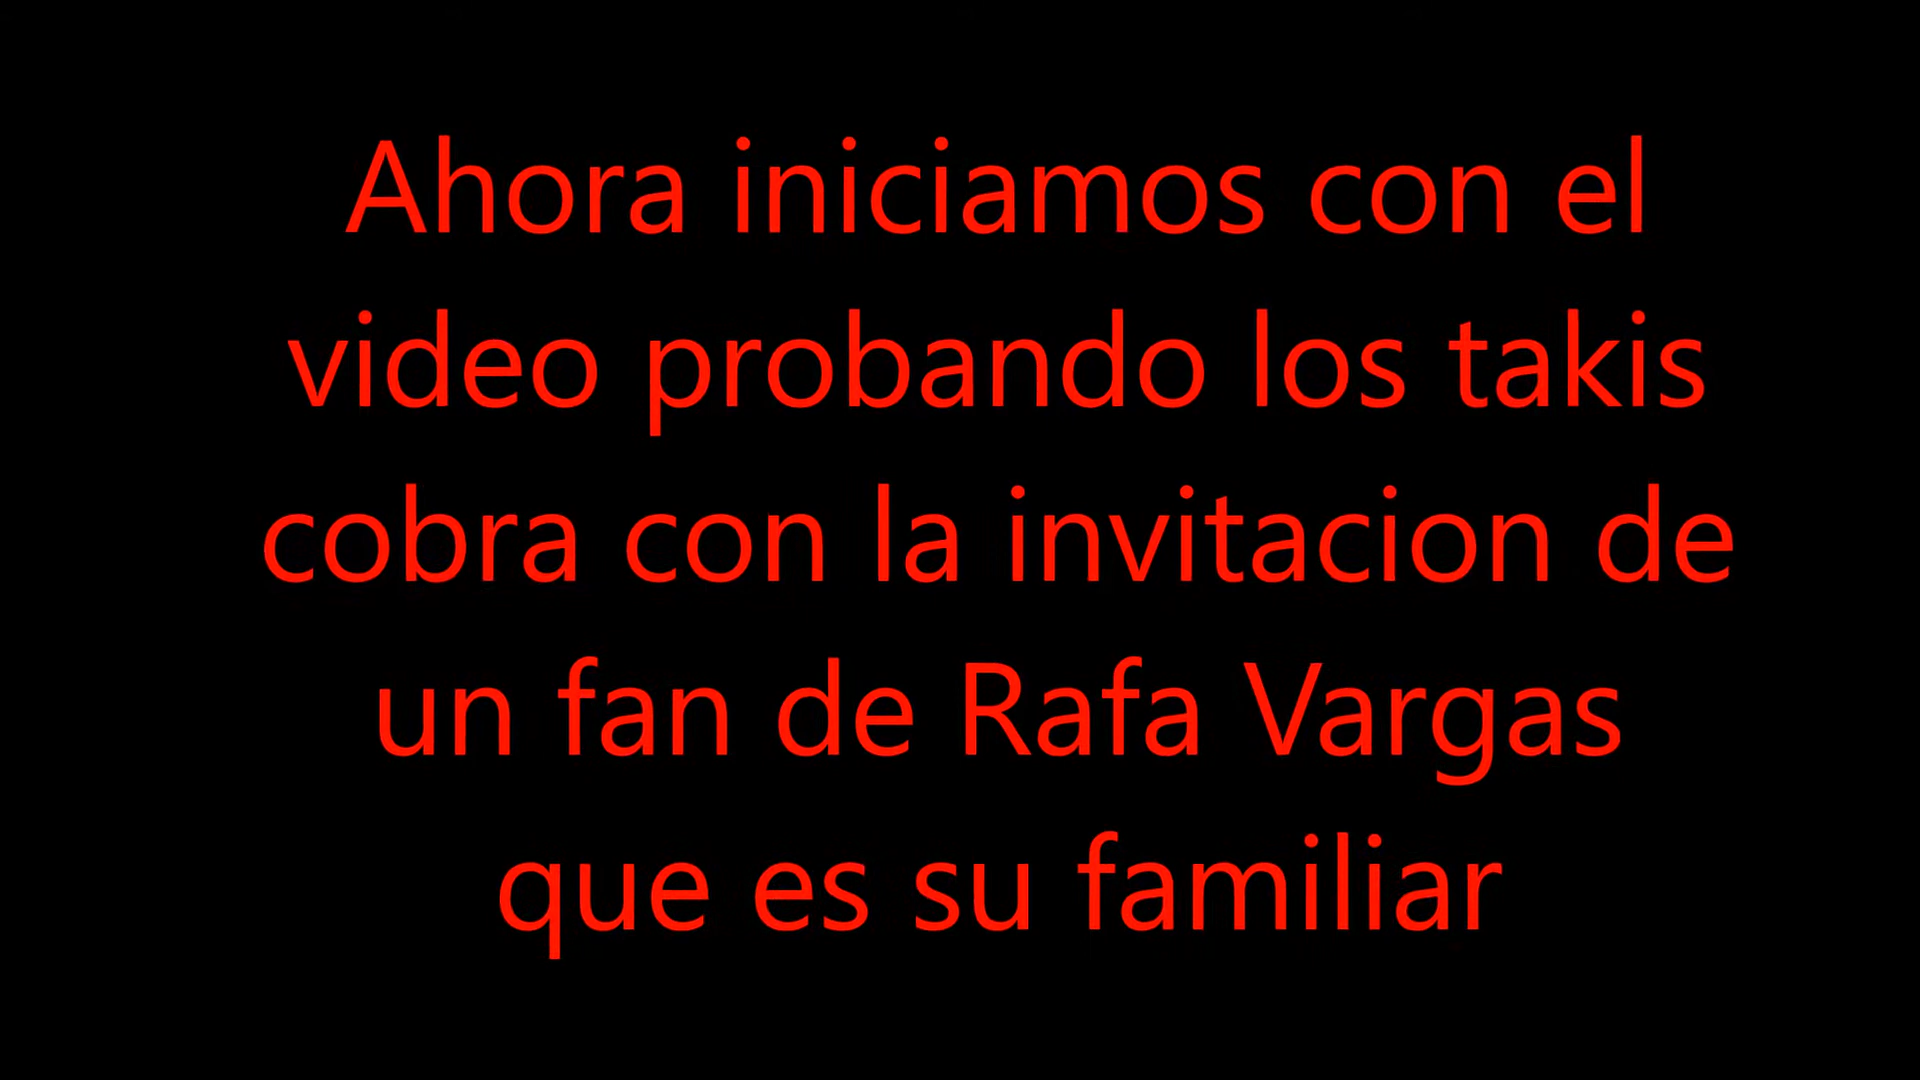 Ahora iniciamos con el
video probando los takis
cobra con la invitacion de
un fan de Rafa Vargas
que es su familiar